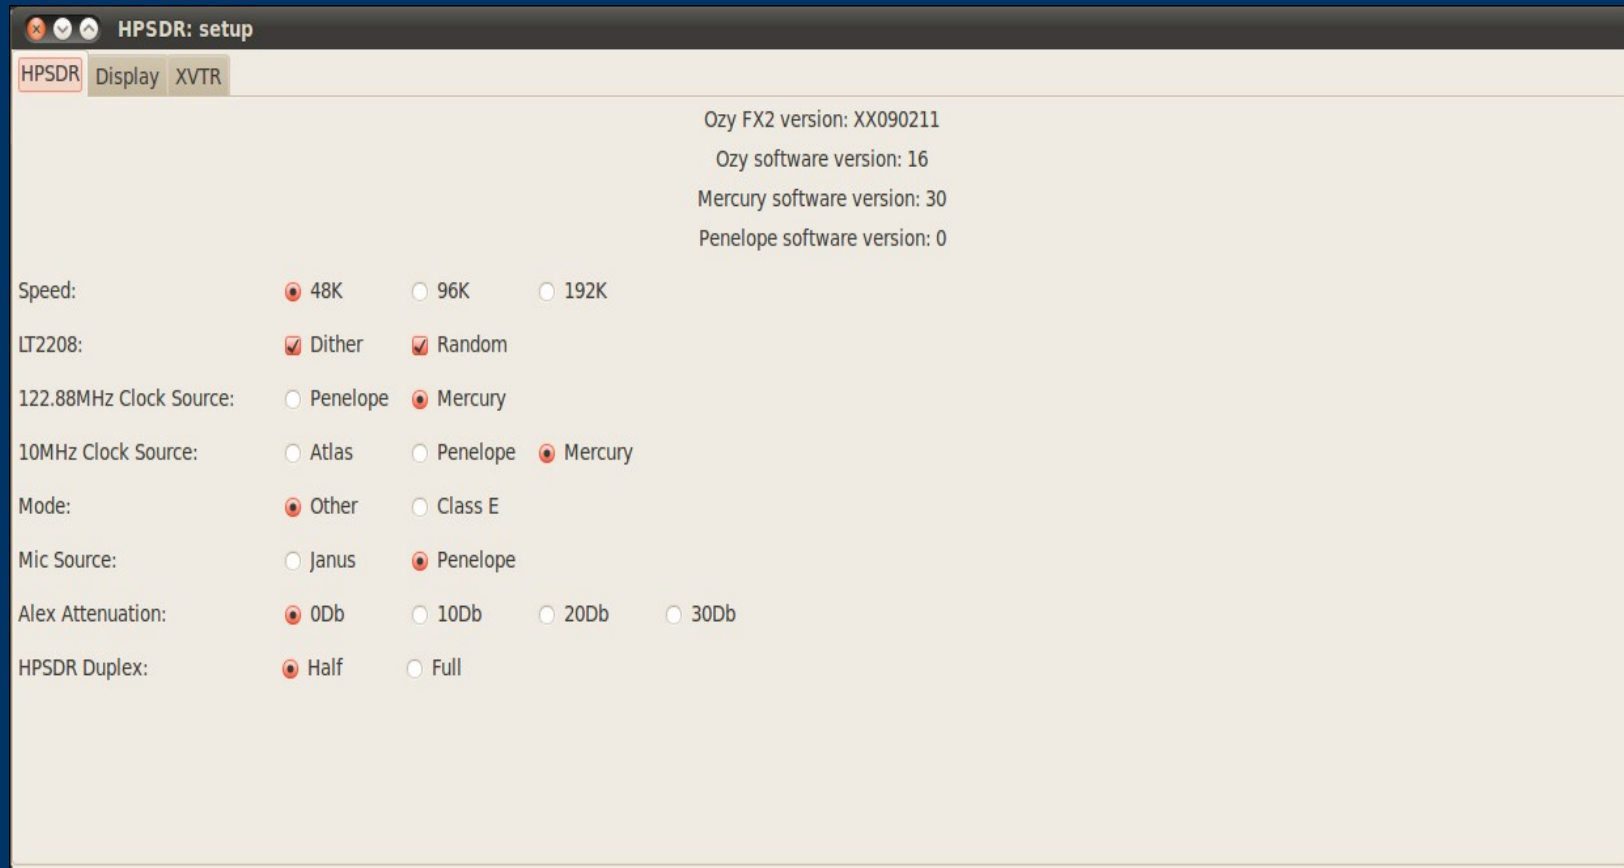 HPSDR: setup
HPSDR Display XVTR
Ozy FX2 version: XX090211
Ozy software version: 16
Mercury software version: 30
Penelope software version: 0
Speed: 48K 96K 192K
LT2208: Dither Random
122.88MHz Clock Source: Penelope Mercury
10MHz Clock Source: Atlas Penelope Mercury
Mode: Other Class E
Mic Source: Janus Penelope
Alex Attenuation: 0Db 10Db 20Db 30Db
HPSDR Duplex: Half Full